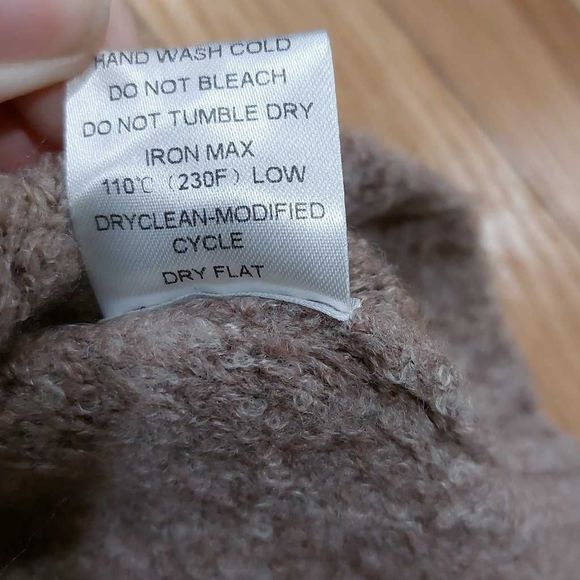 HAND WASH COLD
DO NOT BLEACH
DO NOT TUMBLE DRY
IRON MAX
110℃ (230F) LOW
DRYCLEAN-MODIFIED
CYCLE
DRY FLAT